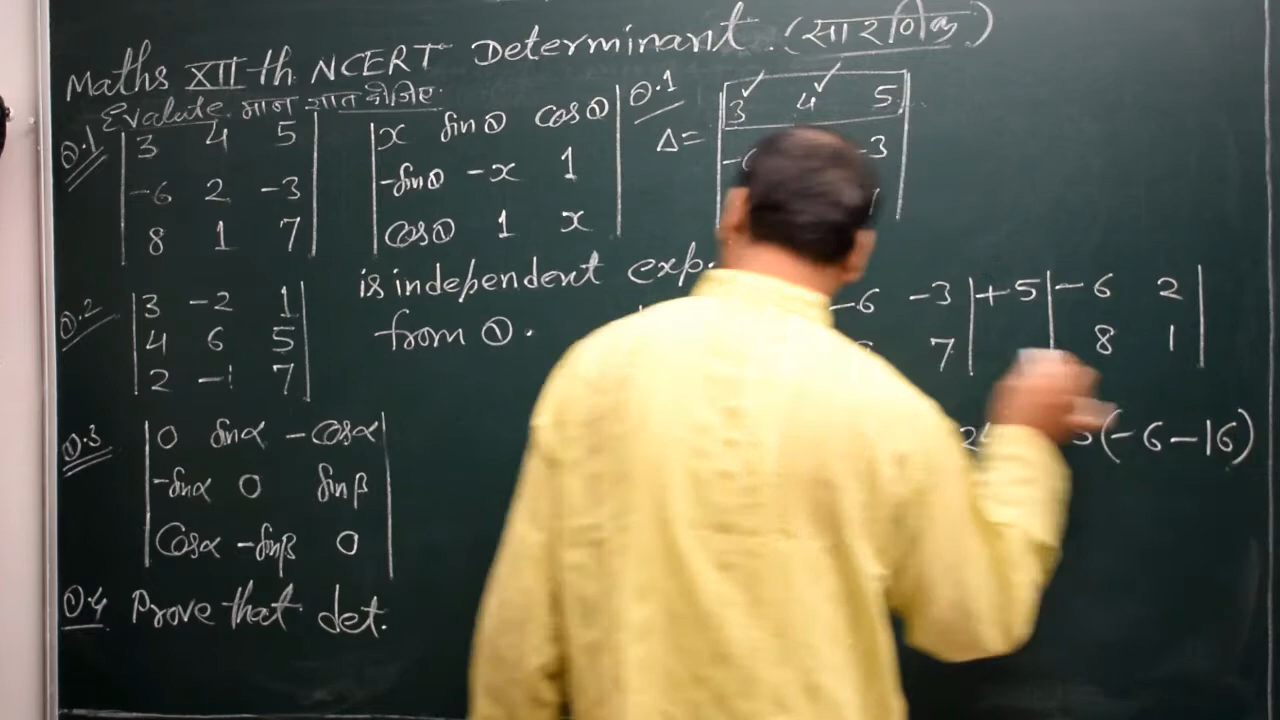 Maths XII th NCERT Determinant. (सारणिक)
Evalute. मान ज्ञात कीजिए.
Q.1
3 4 5
-6 2 -3
8 1 7
Q.2
3 -2 1
4 6 5
2 -1 7
Q.3
0 sinα -cosα
-sinα 0 sinβ
cosα -sinβ 0
Q.4 Prove that det.
x sinθ cosθ
-sinθ -x 1
cosθ 1 x
is independent exp.
from θ.
Q.1
Δ= 3 4 5
-3
-6 -3 +5 -6 2
7 8 1
(-6-16)